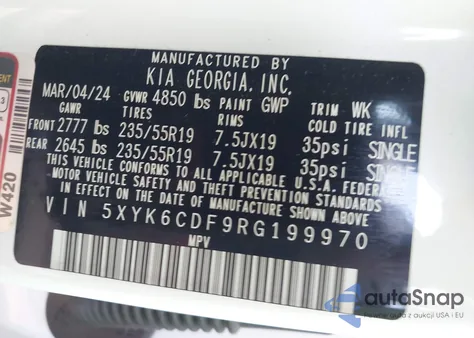 MANUFACTURED BY
KIA GEORGIA, INC.
MAR/04/24 GVWR 4850 lbs PAINT GWP TRIM WK
GAWR TIRES RIMS COLD TIRE INFL
FRONT 2777 lbs 235/55R19 7.5JX19 35psi SINGLE
REAR 2645 lbs 235/55R19 7.5JX19 35psi SINGLE
THIS VEHICLE CONFORMS TO ALL APPLICABLE U.S.A. FEDERAL
MOTOR VEHICLE SAFETY AND THEFT PREVENTION STANDARDS
IN EFFECT ON THE DATE OF MANUFACTURE SHOWN ABOVE.
VIN 5XYK6CDF9RG199970
MPV
W420
autaSnap